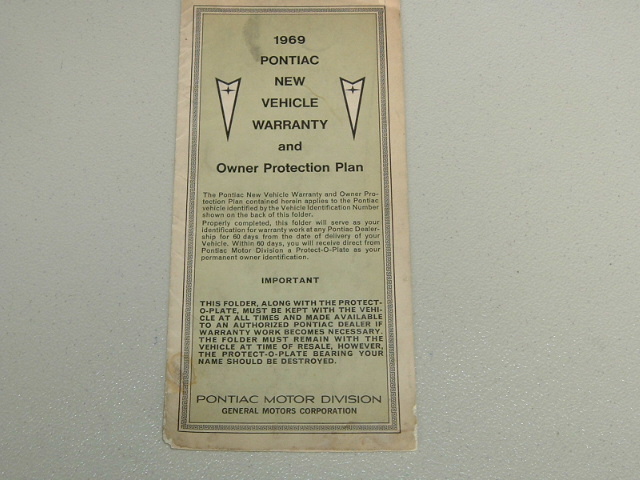 1969
PONTIAC
NEW
VEHICLE
WARRANTY
and
Owner Protection Plan
The Pontiac New Vehicle Warranty and Owner Pro-
tection Plan contained herein applies to the Pontiac
vehicle identified by the Vehicle Identification Number
shown on the back of this folder.
Properly completed, this folder will serve as your
identification for warranty work at any Pontiac Dealer-
ship for 60 days from the date of delivery of your
Vehicle. Within 60 days, you will receive direct from
Pontiac Motor Division a Protect-O-Plate as your
permanent owner identification.
IMPORTANT
THIS FOLDER, ALONG WITH THE PROTECT-
O-PLATE, MUST BE KEPT WITH THE VEHI-
CLE AT ALL TIMES AND MADE AVAILABLE
TO AN AUTHORIZED PONTIAC DEALER IF
WARRANTY WORK BECOMES NECESSARY.
THE FOLDER MUST REMAIN WITH THE
VEHICLE AT TIME OF RESALE, HOWEVER,
THE PROTECT-O-PLATE BEARING YOUR
NAME SHOULD BE DESTROYED.
PONTIAC MOTOR DIVISION
GENERAL MOTORS CORPORATION